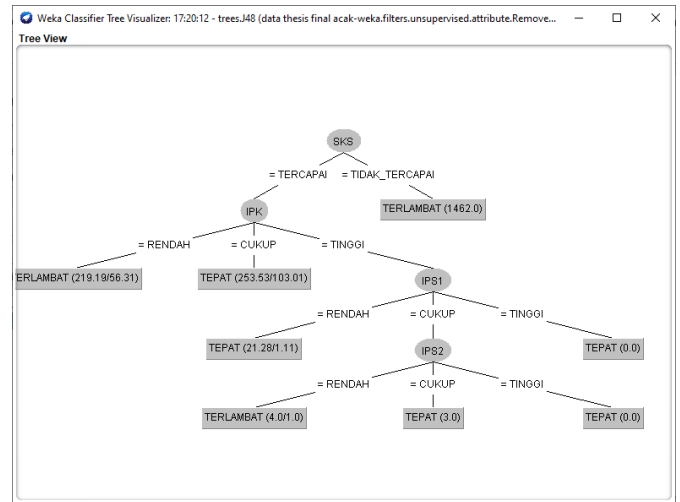 Weka Classifier Tree Visualizer: 17:20:12 - trees.J48 (data thesis final acak-weka.filters.unsupervised.attribute.Remove...
Tree View
SKS
= TERCAPAI = TIDAK_TERCAPAI
IPK
TERLAMBAT (1462.0)
= RENDAH = CUKUP = TINGGI
ERLAMBAT (219.19/56.31) TEPAT (253.53/103.01) IPS1
= RENDAH = CUKUP = TINGGI
TEPAT (21.28/1.11) IPS2 TEPAT (0.0)
= RENDAH = CUKUP = TINGGI
TERLAMBAT (4.0/1.0) TEPAT (3.0) TEPAT (0.0)